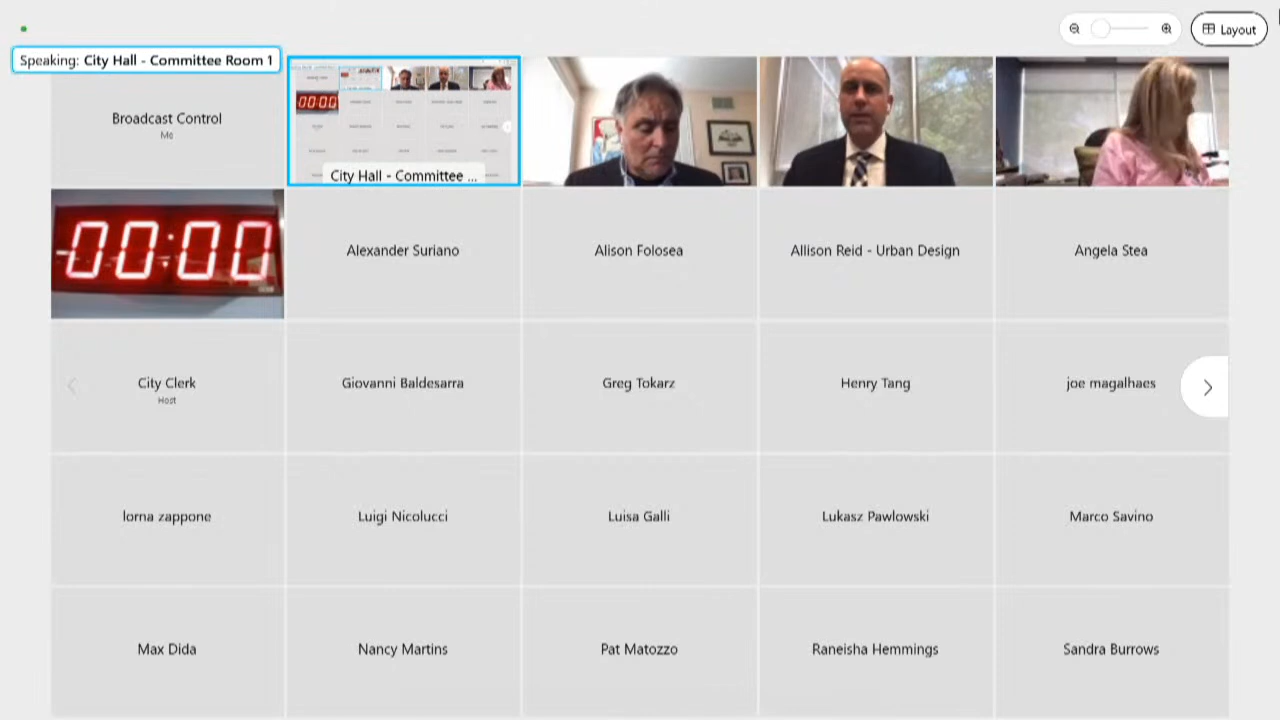 Layout
Speaking: City Hall - Committee Room 1
Broadcast Control
Me
City Hall - Committee ...
00:00
00:00
Alexander Suriano
Alison Folosea
Allison Reid - Urban Design
Angela Stea
City Clerk
Host
Giovanni Baldesarra
Greg Tokarz
Henry Tang
joe magalhaes
lorna zappone
Luigi Nicolucci
Luisa Galli
Lukasz Pawlowski
Marco Savino
Max Dida
Nancy Martins
Pat Matozzo
Raneisha Hemmings
Sandra Burrows